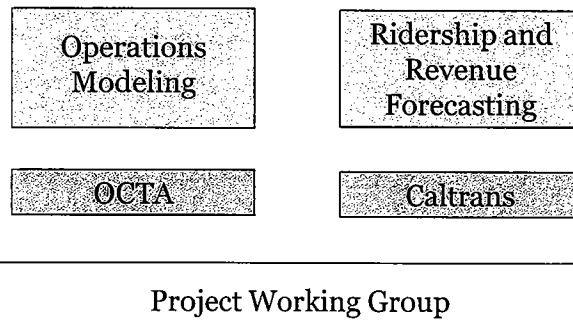 Operations
Modeling
Ridership and
Revenue
Forecasting
OCTA
Caltrans
Project Working Group